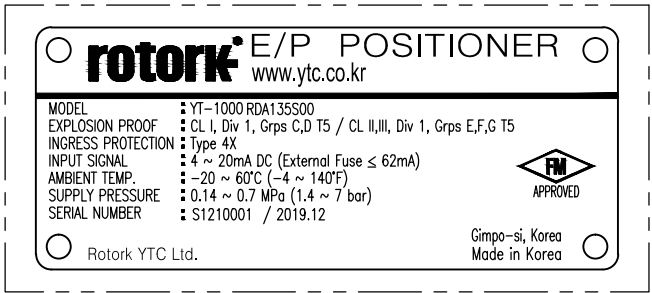 rotork E/P POSITIONER
www.ytc.co.kr
MODEL : YT-1000 RDA135S00
EXPLOSION PROOF : CL I, Div 1, Grps C,D T5 / CL II,III, Div 1, Grps E,F,G T5
INGRESS PROTECTION : Type 4X
INPUT SIGNAL : 4 ~ 20mA DC (External Fuse ≤ 62mA)
AMBIENT TEMP. : -20 ~ 60°C (-4 ~ 140°F)
SUPPLY PRESSURE : 0.14 ~ 0.7 MPa (1.4 ~ 7 bar)
SERIAL NUMBER : S1210001 / 2019.12
FM
APPROVED
Rotork YTC Ltd.
Gimpo-si, Korea
Made in Korea